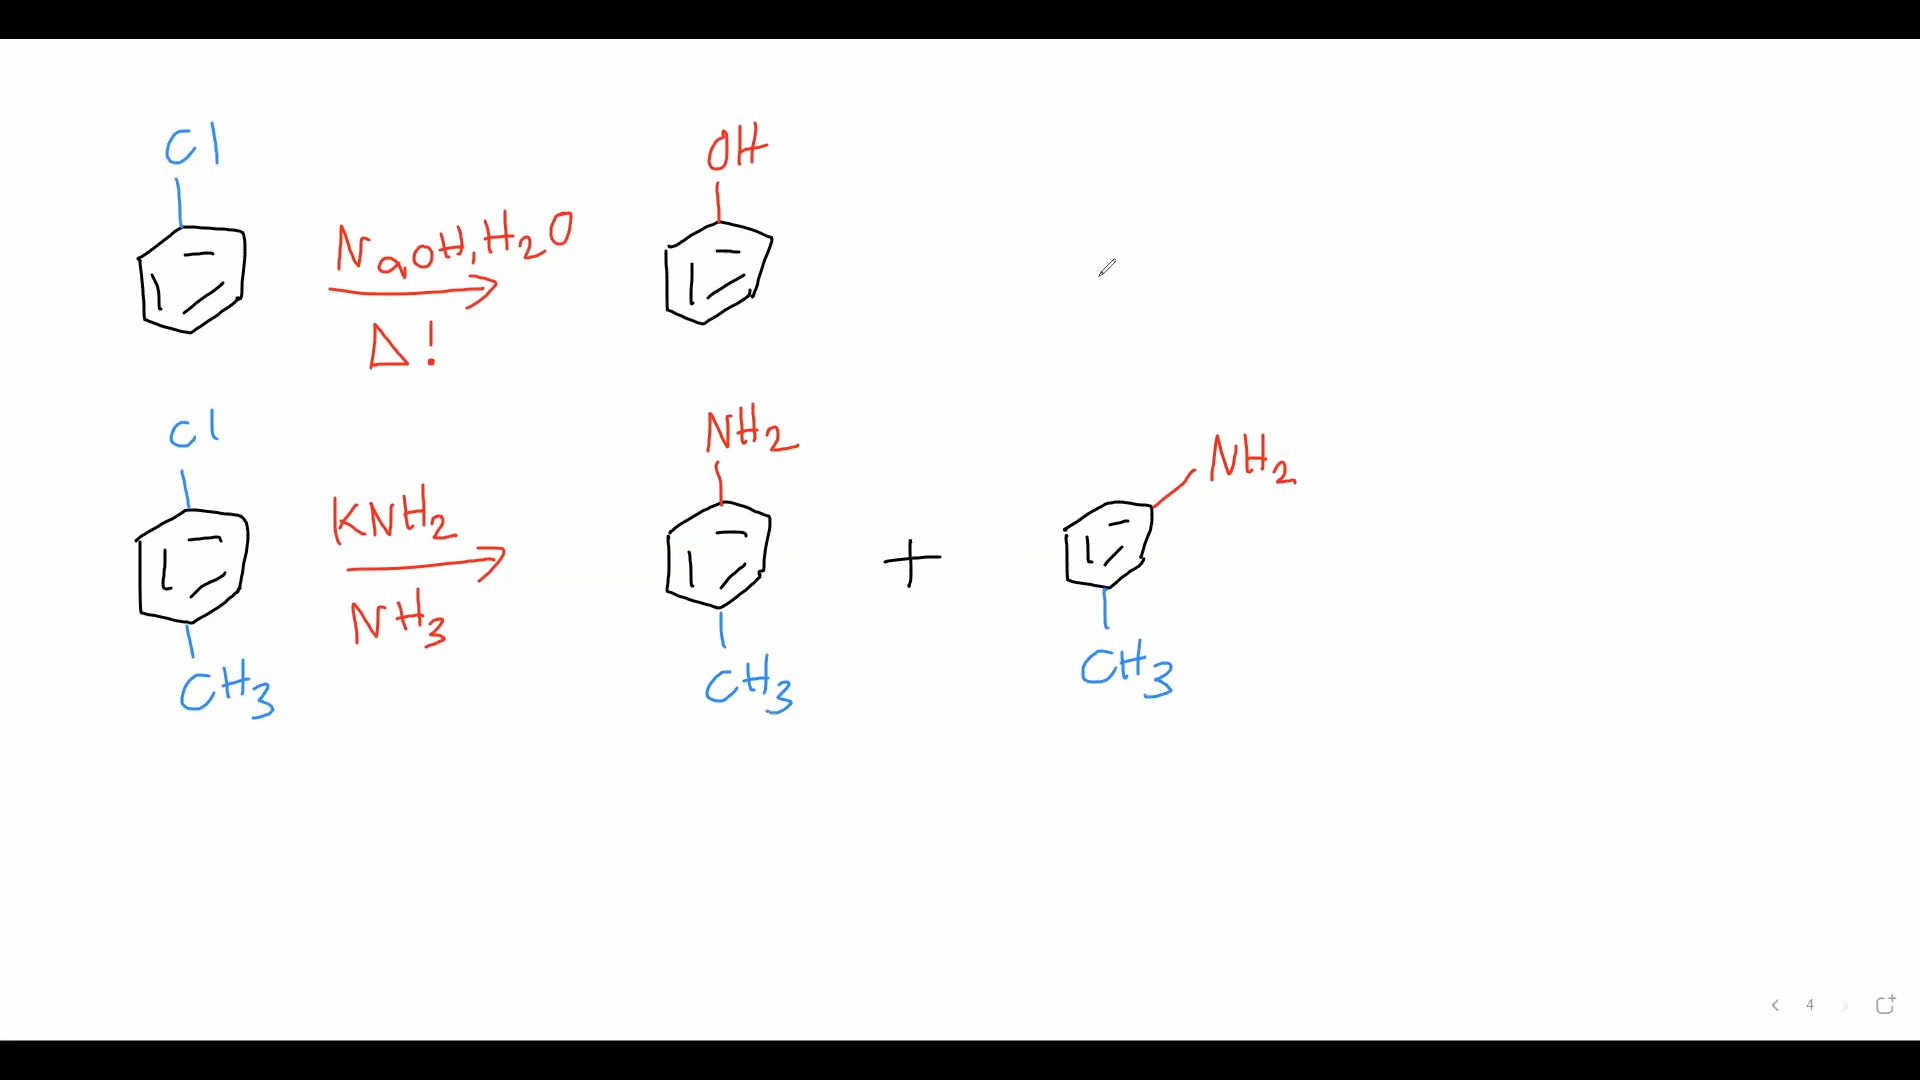 Cl
OH
NaOH, H2O
Δ!
Cl
NH2
NH2
KNH2
+
NH3
CH3
CH3
CH3
4